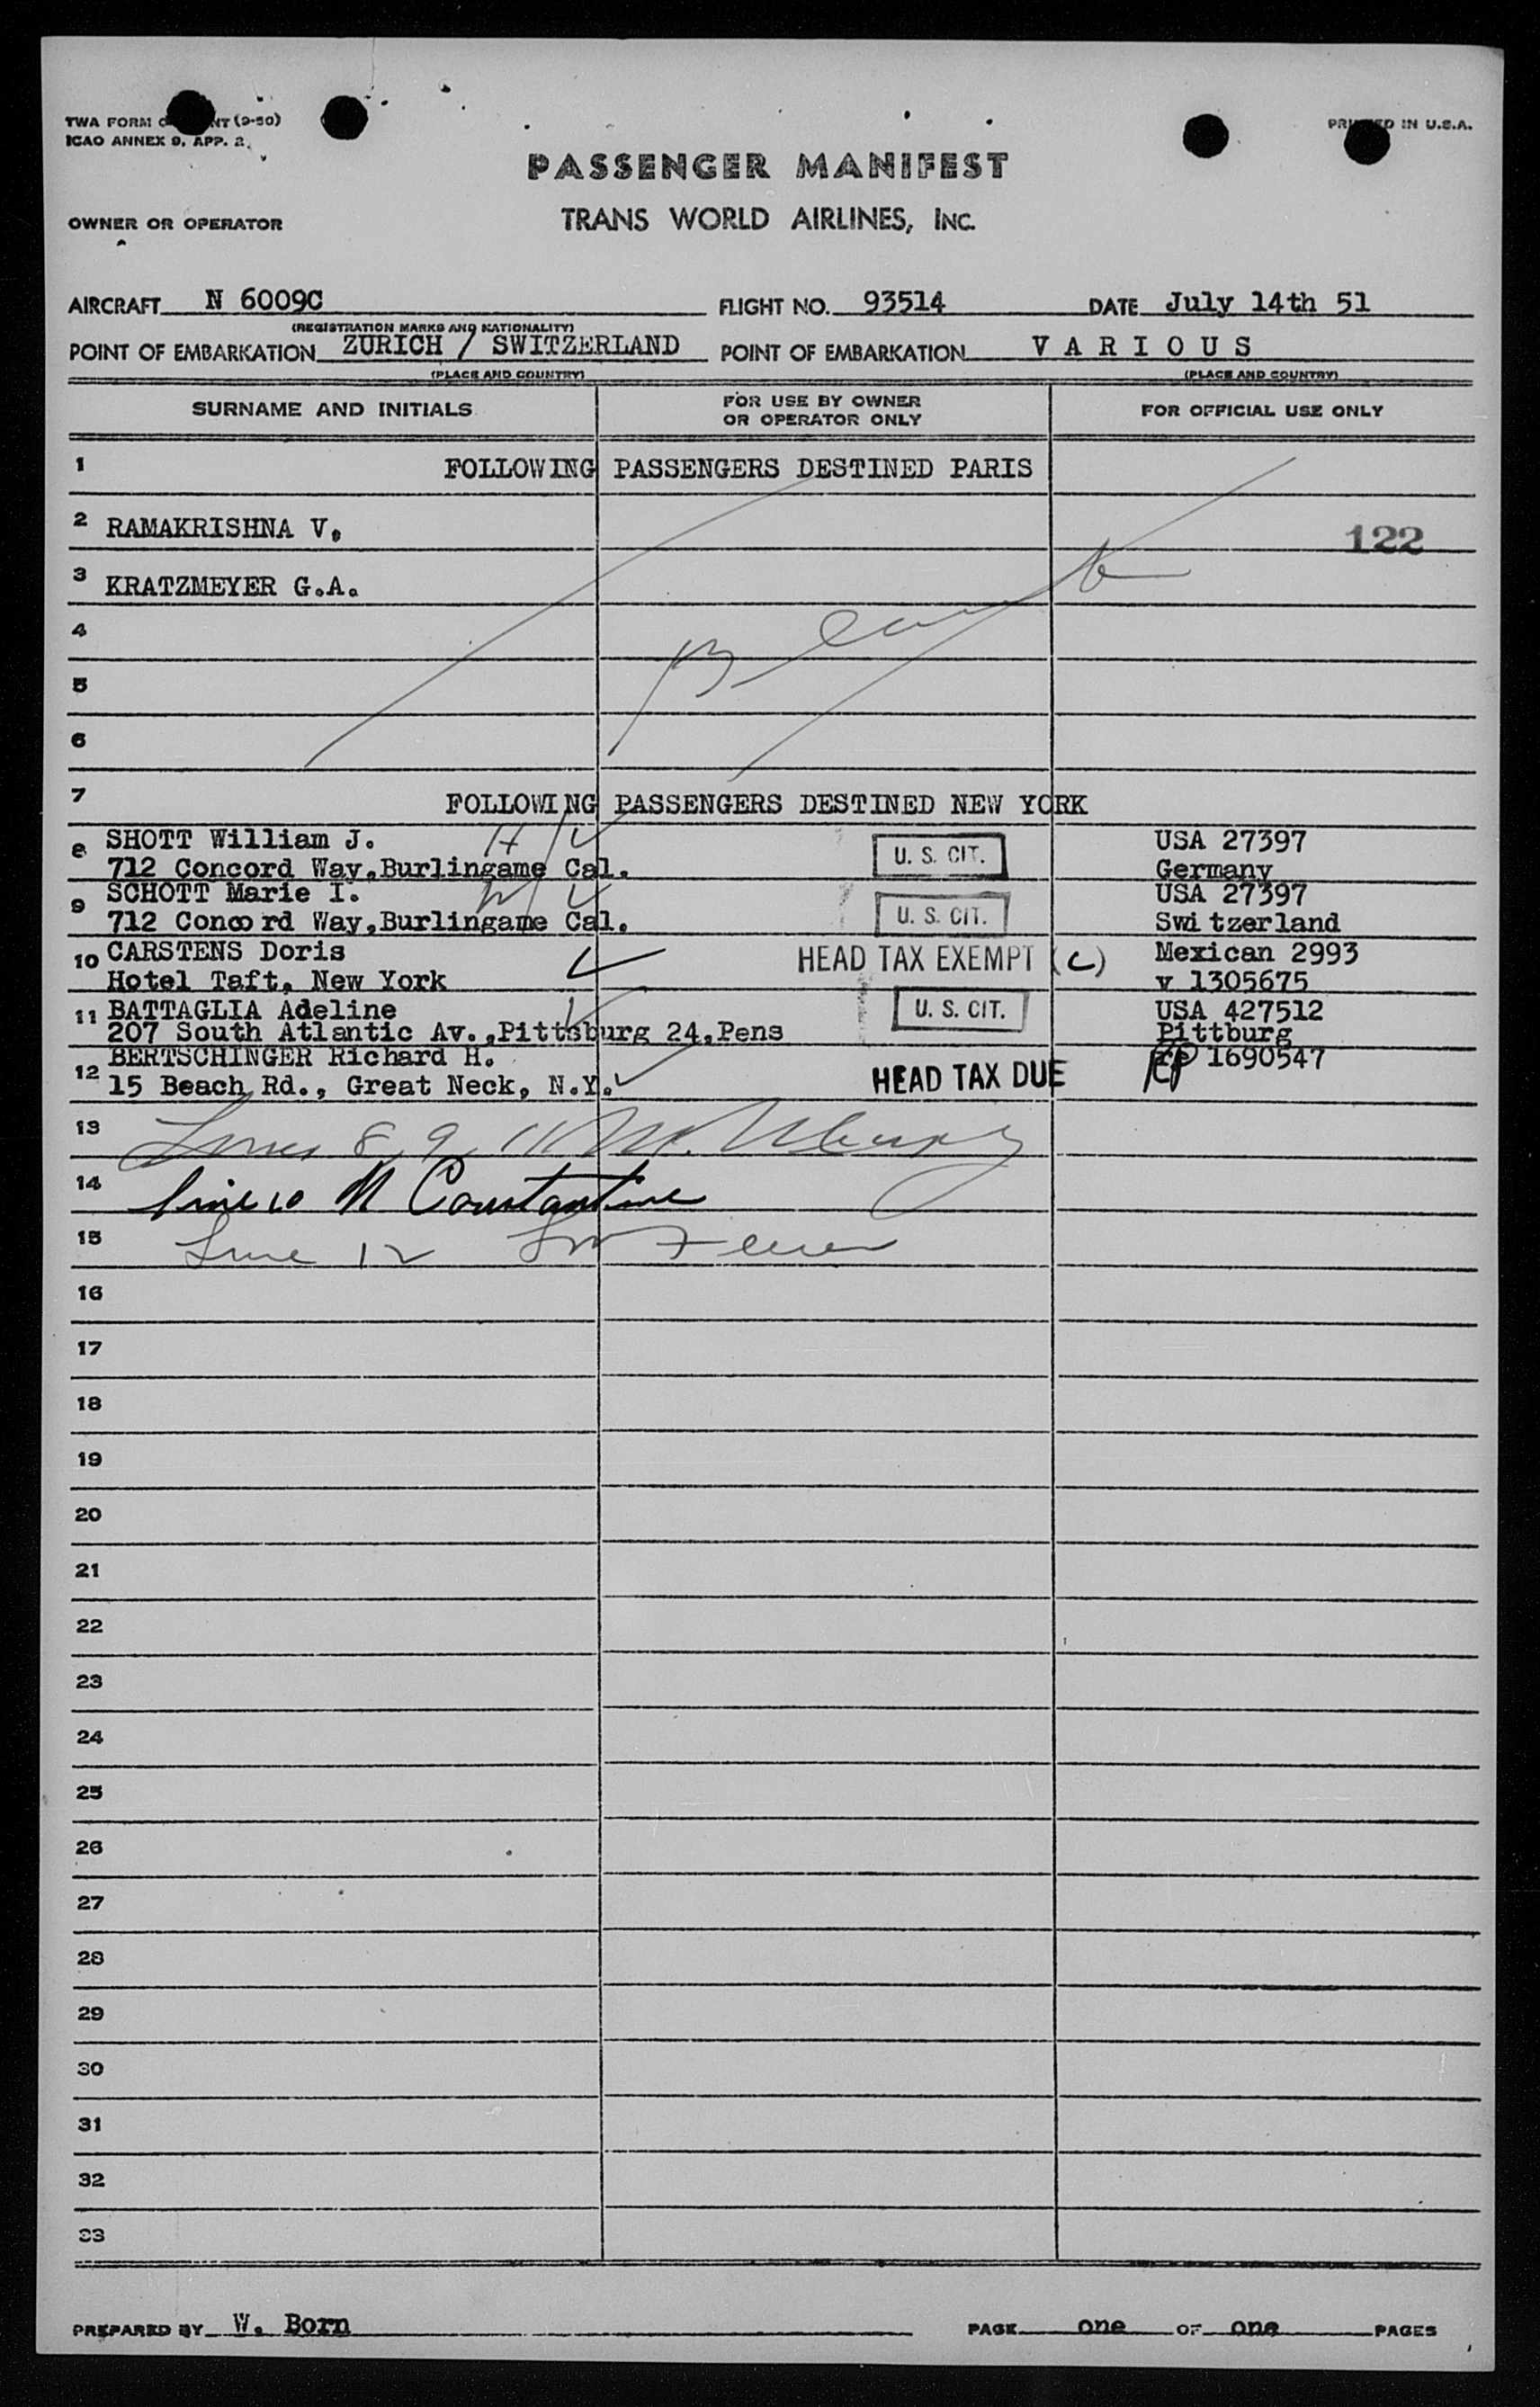 TWA FORM NT (9-50)
ICAO ANNEX 9, APP. 2
PRINTED IN U.S.A.
PASSENGER MANIFEST
OWNER OR OPERATOR
TRANS WORLD AIRLINES, INC.
AIRCRAFT N 6009C FLIGHT NO. 93514 DATE July 14th 51
(REGISTRATION MARKS AND NATIONALITY)
POINT OF EMBARKATION ZURICH / SWITZERLAND POINT OF EMBARKATION V A R I O U S
(PLACE AND COUNTRY) (PLACE AND COUNTRY)
SURNAME AND INITIALS FOR USE BY OWNER OR OPERATOR ONLY FOR OFFICIAL USE ONLY
1 FOLLOWING PASSENGERS DESTINED PARIS
2 RAMAKRISHNA V. 122
3 KRATZMEYER G.A.
4
5
6
7 FOLLOWING PASSENGERS DESTINED NEW YORK
8 SHOTT William J. H U. S. CIT. USA 27397
712 Concord Way,Burlingame Cal. Germany
9 SCHOTT Marie I. W U. S. CIT. USA 27397
712 Concord Way,Burlingame Cal. Switzerland
10 CARSTENS Doris HEAD TAX EXEMPT (C) Mexican 2993
Hotel Taft, New York v 1305675
11 BATTAGLIA Adeline U. S. CIT. USA 427512
207 South Atlantic Av.,Pittsburg 24,Pens Pittburg
12 BERTSCHINGER Richard H. rp 1690547
15 Beach Rd., Great Neck, N.Y. HEAD TAX DUE
13 Lines 8, 9, 11
14 line 10 M Constantine
15 Line 12
16
17
18
19
20
21
22
23
24
25
26
27
28
29
30
31
32
33
PREPARED BY W. Born PAGE one OF one PAGES